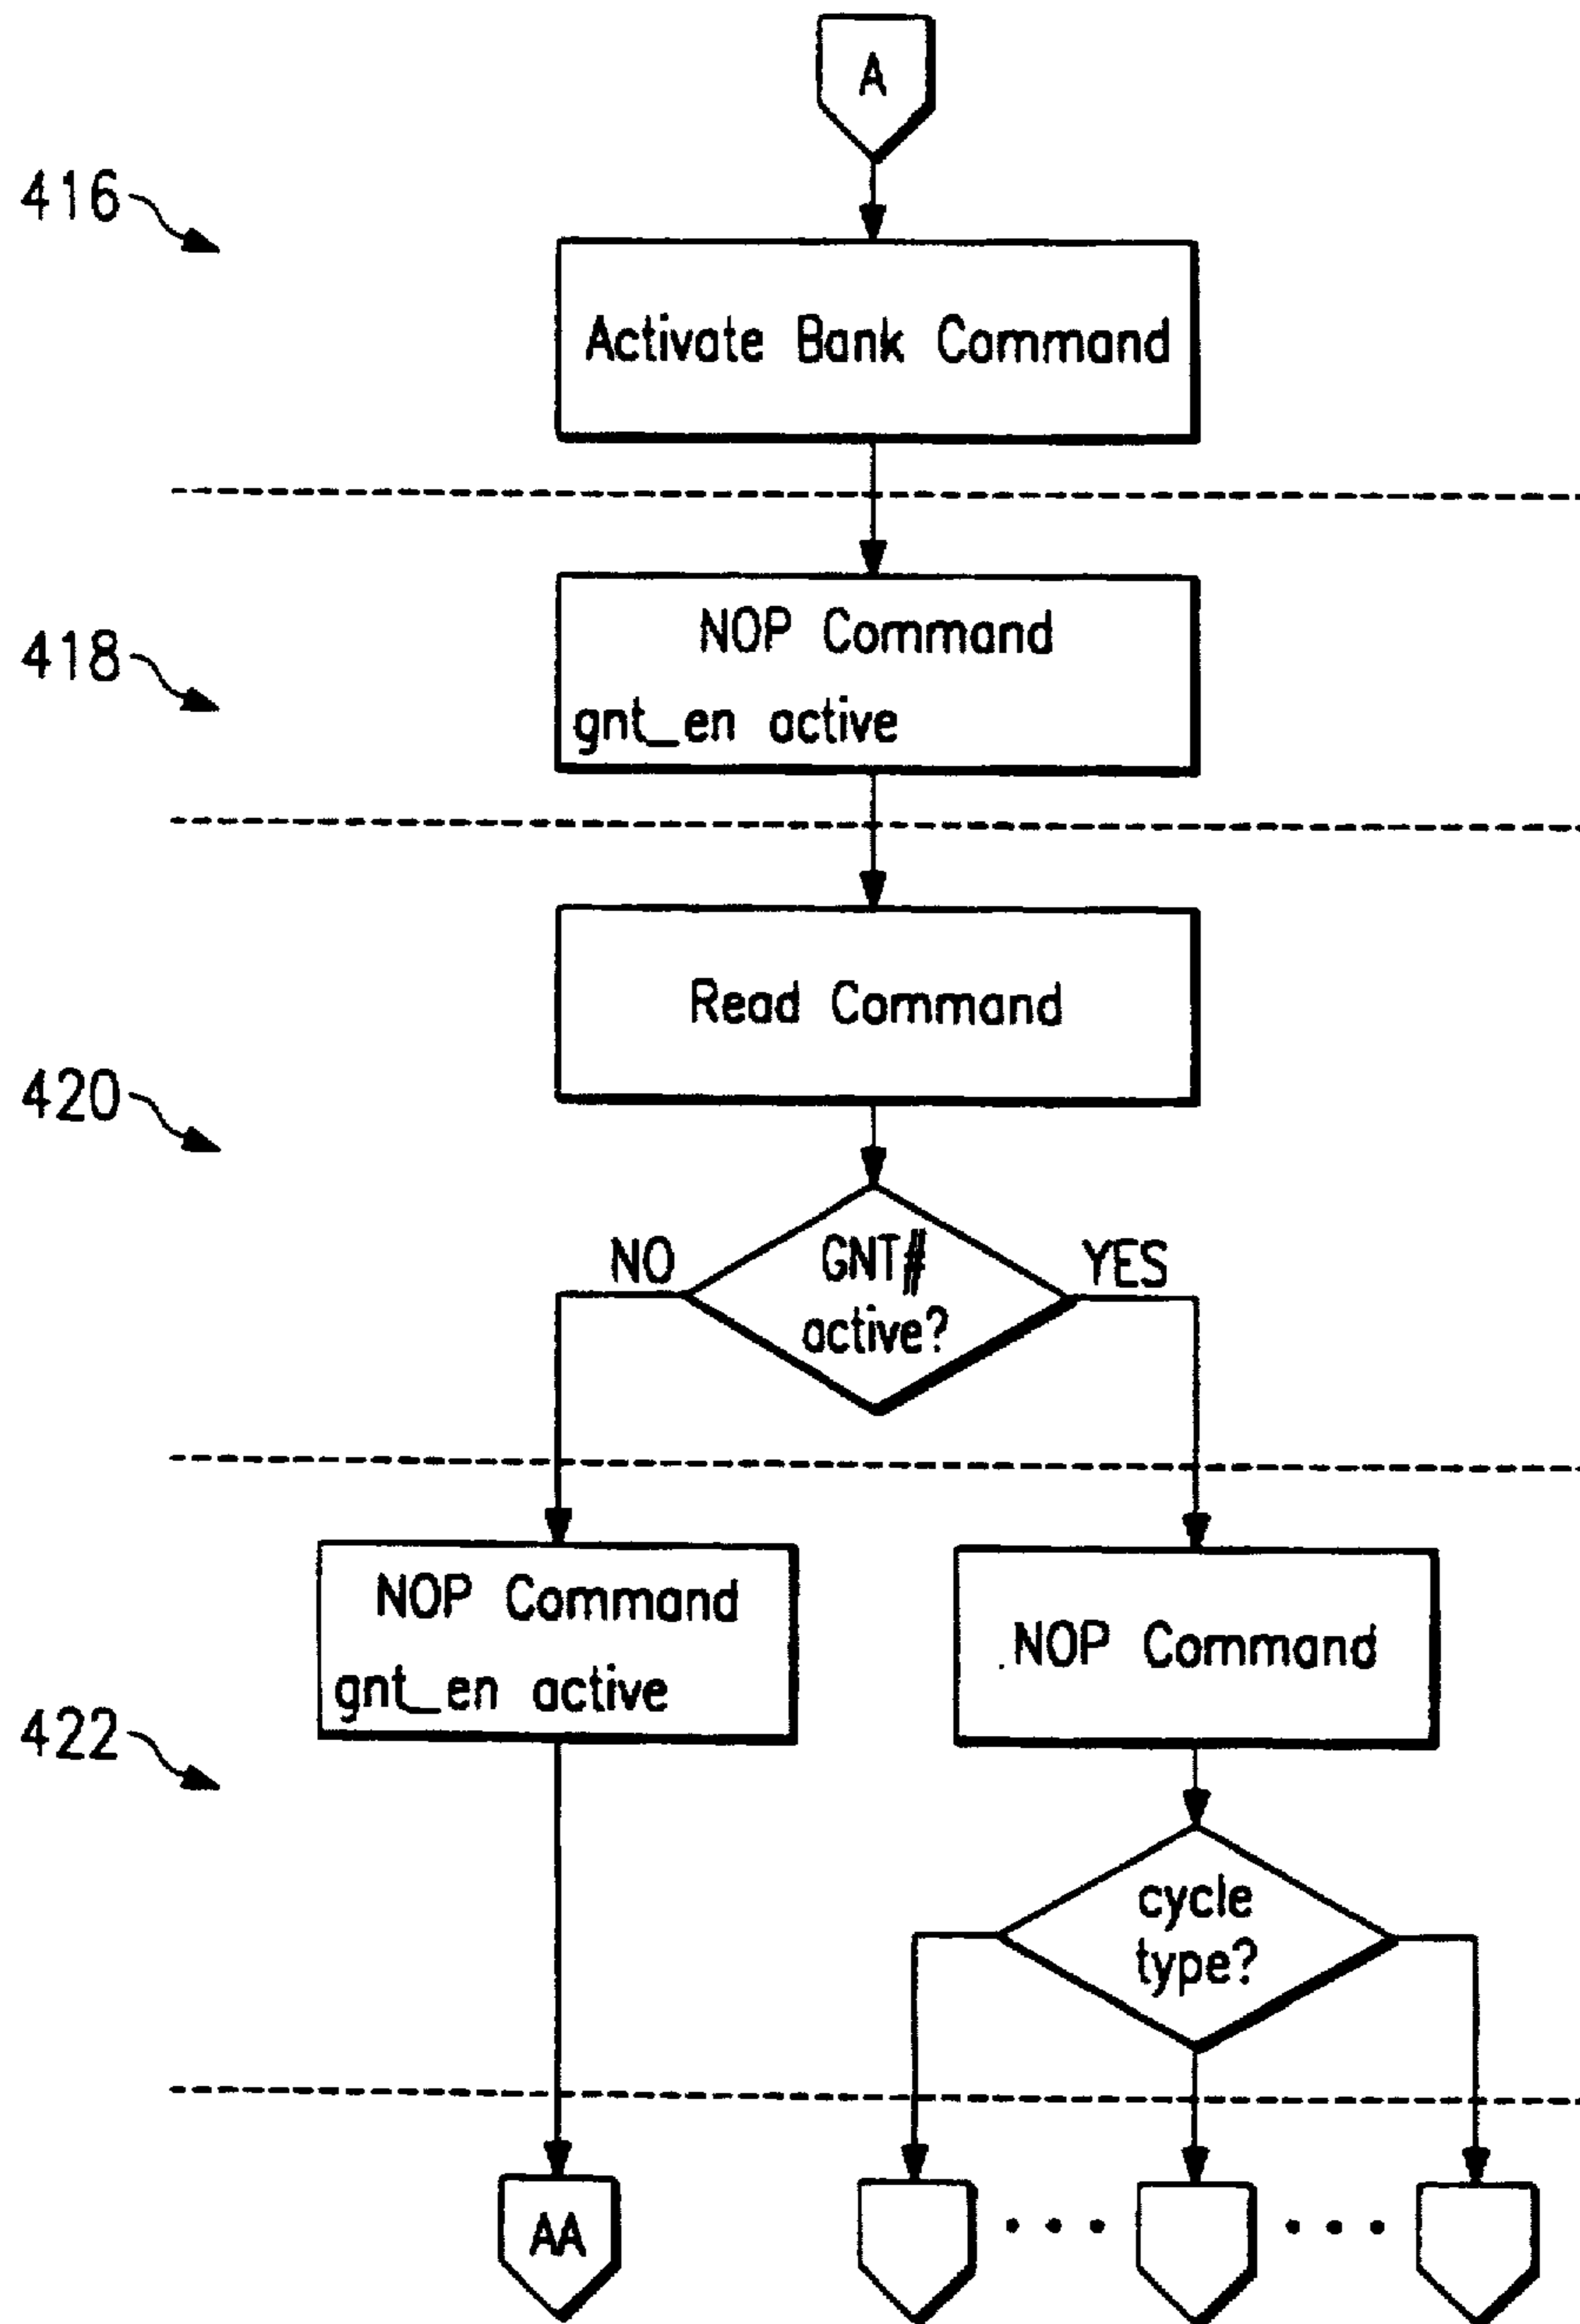 A
416
Activate Bank Command
418
NOP Command
gnt_en active
Read Command
420
NO
GNT#
active?
YES
NOP Command
gnt_en active
NOP Command
422
cycle
type?
AA